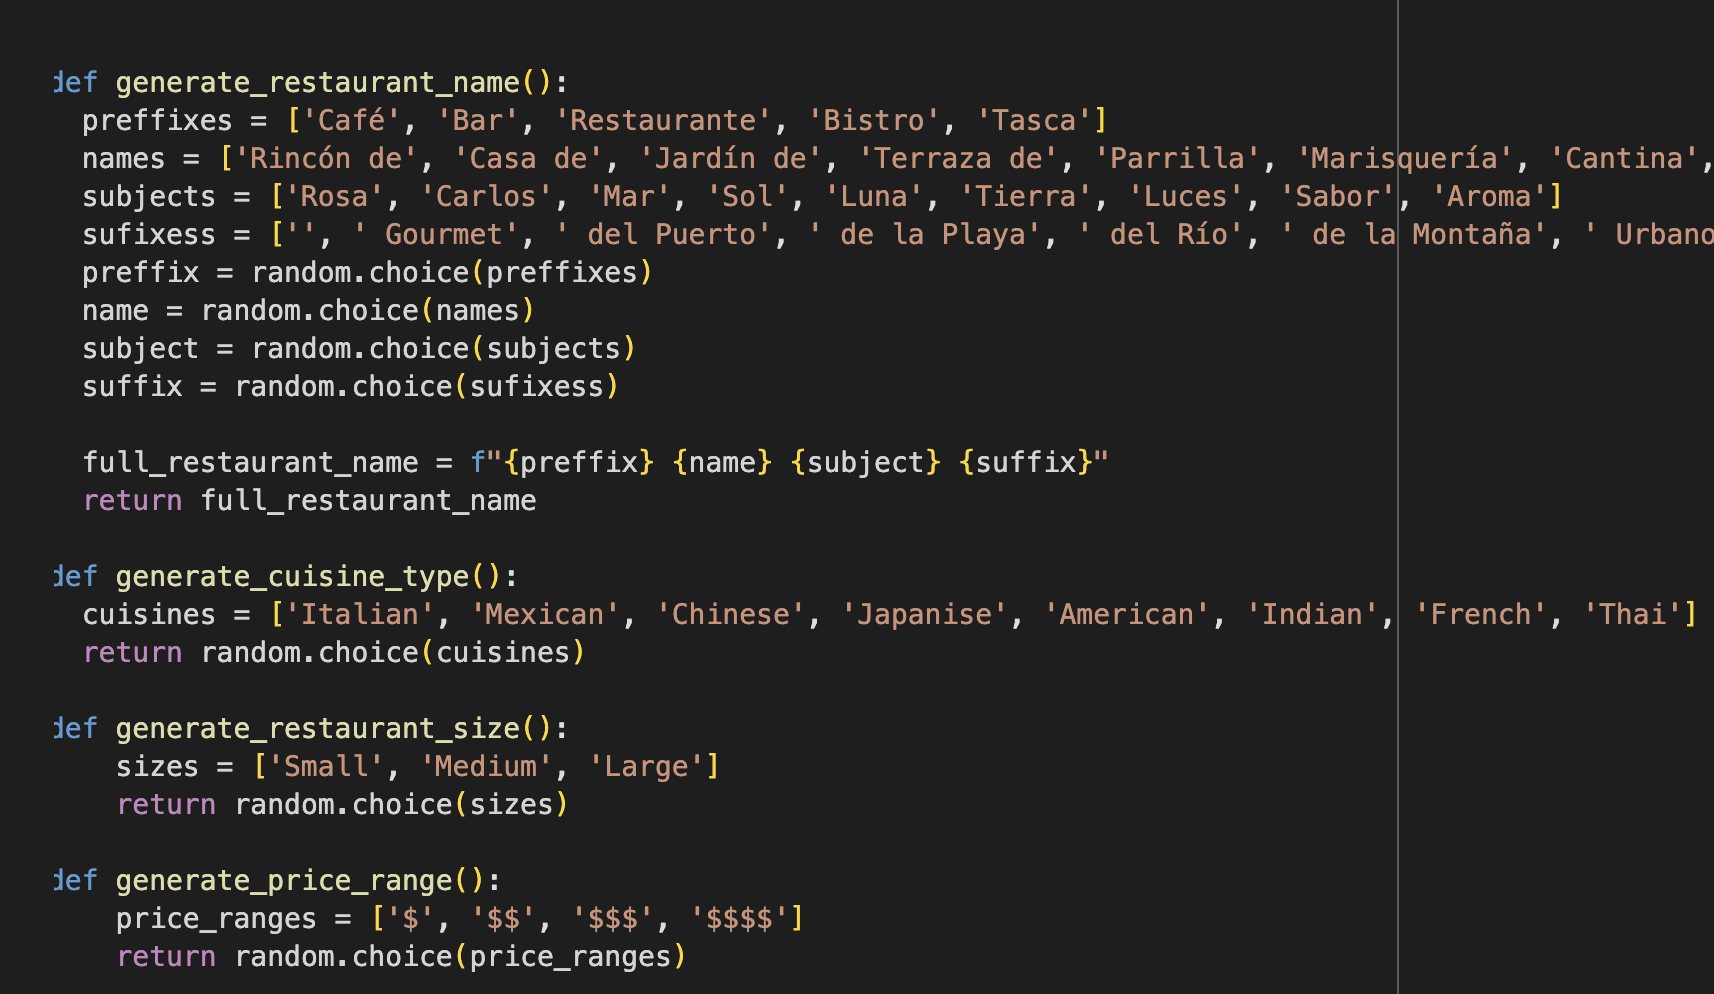 def generate_restaurant_name():
  preffixes = ['Café', 'Bar', 'Restaurante', 'Bistro', 'Tasca']
  names = ['Rincón de', 'Casa de', 'Jardín de', 'Terraza de', 'Parrilla', 'Marisquería', 'Cantina',
  subjects = ['Rosa', 'Carlos', 'Mar', 'Sol', 'Luna', 'Tierra', 'Luces', 'Sabor', 'Aroma']
  sufixess = ['', ' Gourmet', ' del Puerto', ' de la Playa', ' del Río', ' de la Montaña', ' Urbano
  preffix = random.choice(preffixes)
  name = random.choice(names)
  subject = random.choice(subjects)
  suffix = random.choice(sufixess)

  full_restaurant_name = f"{preffix} {name} {subject} {suffix}"
  return full_restaurant_name

def generate_cuisine_type():
  cuisines = ['Italian', 'Mexican', 'Chinese', 'Japanise', 'American', 'Indian', 'French', 'Thai']
  return random.choice(cuisines)

def generate_restaurant_size():
    sizes = ['Small', 'Medium', 'Large']
    return random.choice(sizes)

def generate_price_range():
    price_ranges = ['$', '$$', '$$$', '$$$$']
    return random.choice(price_ranges)